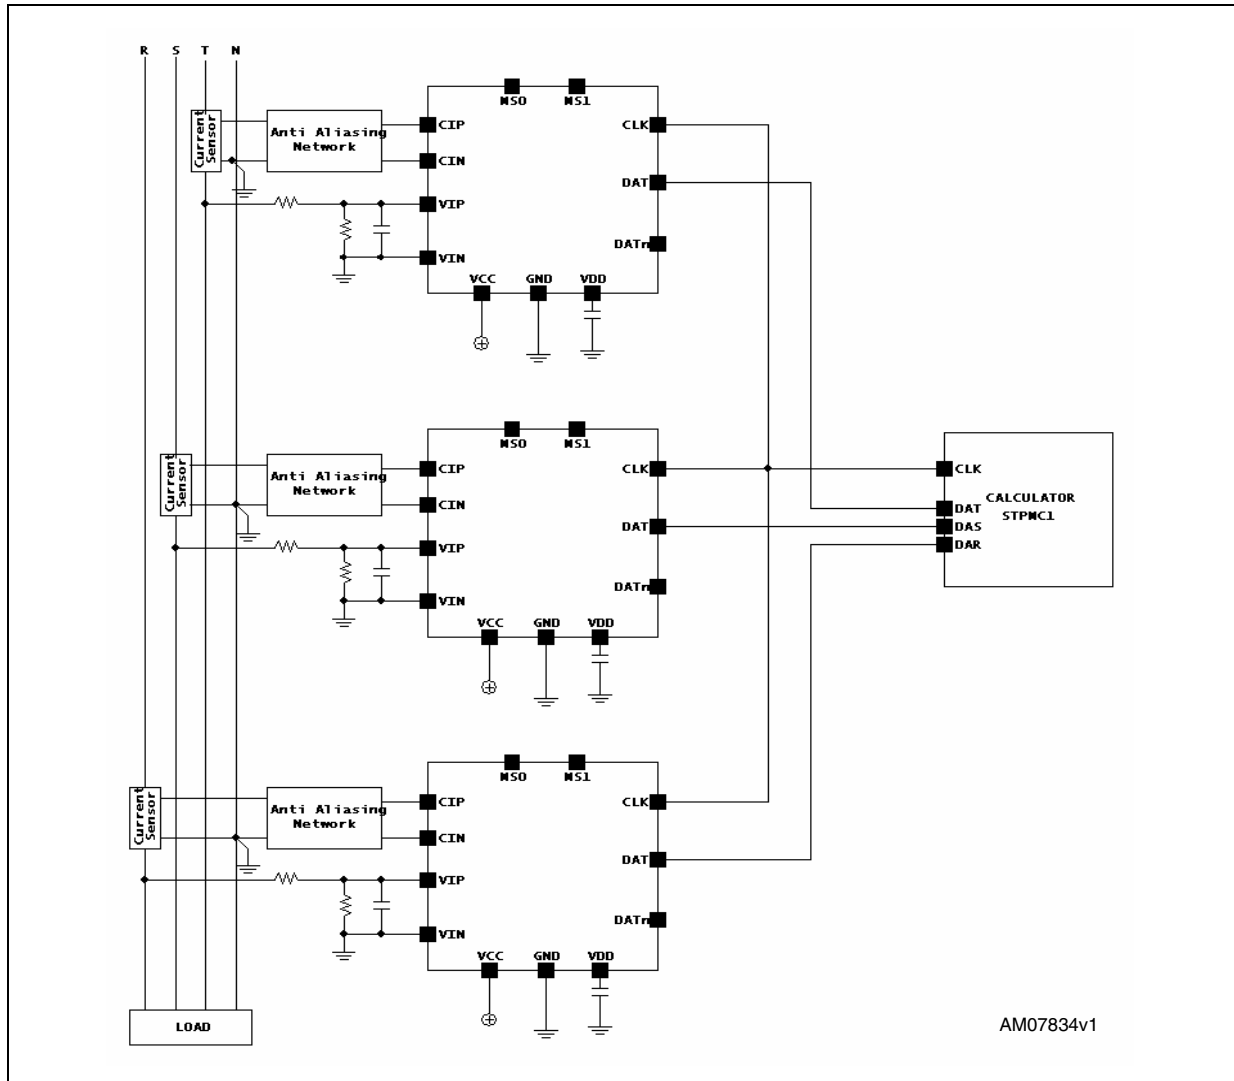 R S T N
MS0 MS1
Current Sensor
Anti Aliasing
Network
CIP
CIN
VIP
VIN
CLK
DAT
DATn
VCC GND VDD
MS0 MS1
Current Sensor
Anti Aliasing
Network
CIP
CIN
VIP
VIN
CLK
DAT
DATn
VCC GND VDD
CLK
DAT
DAS
DAR
CALCULATOR
STPMC1
MS0 MS1
Current Sensor
Anti Aliasing
Network
CIP
CIN
VIP
VIN
CLK
DAT
DATn
VCC GND VDD
LOAD
AM07834v1